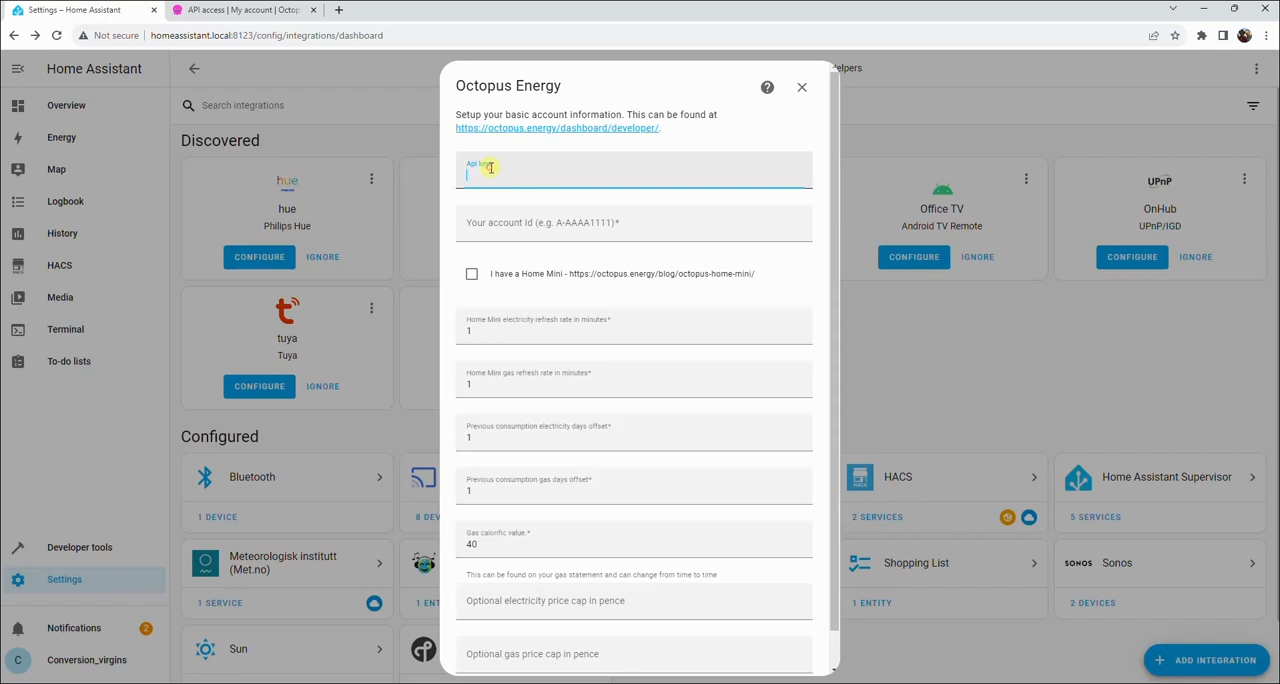 Settings – Home Assistant
API access | My account | Octop
Not secure
homeassistant.local:8123/config/integrations/dashboard
Home Assistant
elpers
Overview
Energy
Map
Logbook
History
HACS
Media
Terminal
To-do lists
Developer tools
Settings
Notifications
2
C
Conversion_virgins
Search integrations
Discovered
hue
hue
Philips Hue
CONFIGURE
IGNORE
Office TV
Android TV Remote
CONFIGURE
IGNORE
UPnP
OnHub
UPnP/IGD
CONFIGURE
IGNORE
tuya
Tuya
CONFIGURE
IGNORE
Configured
Bluetooth
1 DEVICE
8 DEV
HACS
2 SERVICES
Home Assistant Supervisor
5 SERVICES
Meteorologisk institutt
(Met.no)
1 SERVICE
1 ENT
Shopping List
1 ENTITY
SONOS
Sonos
2 DEVICES
Sun
ADD INTEGRATION
Octopus Energy
Setup your basic account information. This can be found at
https://octopus.energy/dashboard/developer/.
Api
Your account Id (e.g. A-AAAA1111)*
I have a Home Mini - https://octopus.energy/blog/octopus-home-mini/
Home Mini electricity refresh rate in minutes*
1
Home Mini gas refresh rate in minutes*
1
Previous consumption electricity days offset*
1
Previous consumption gas days offset*
1
Gas calorific value.*
40
This can be found on your gas statement and can change from time to time
Optional electricity price cap in pence
Optional gas price cap in pence